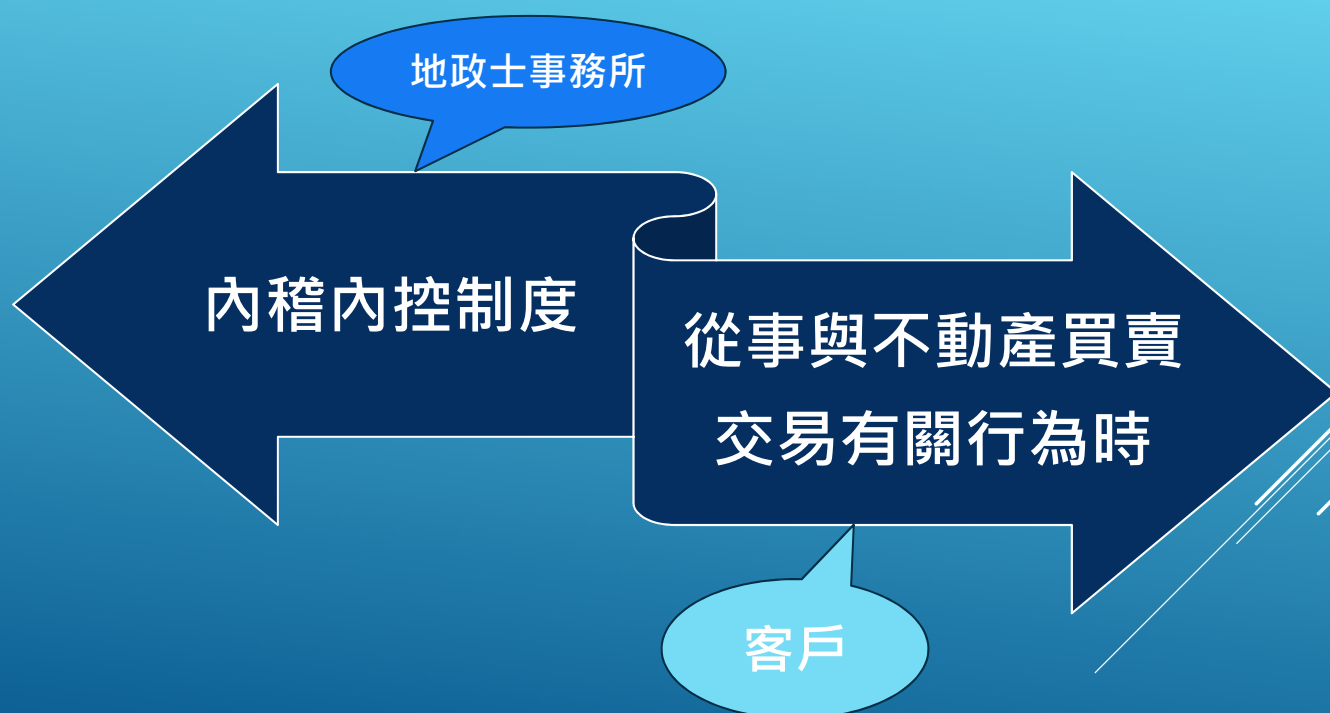 地政士事務所
內稽內控制度
從事與不動產買賣
交易有關行為時
客戶